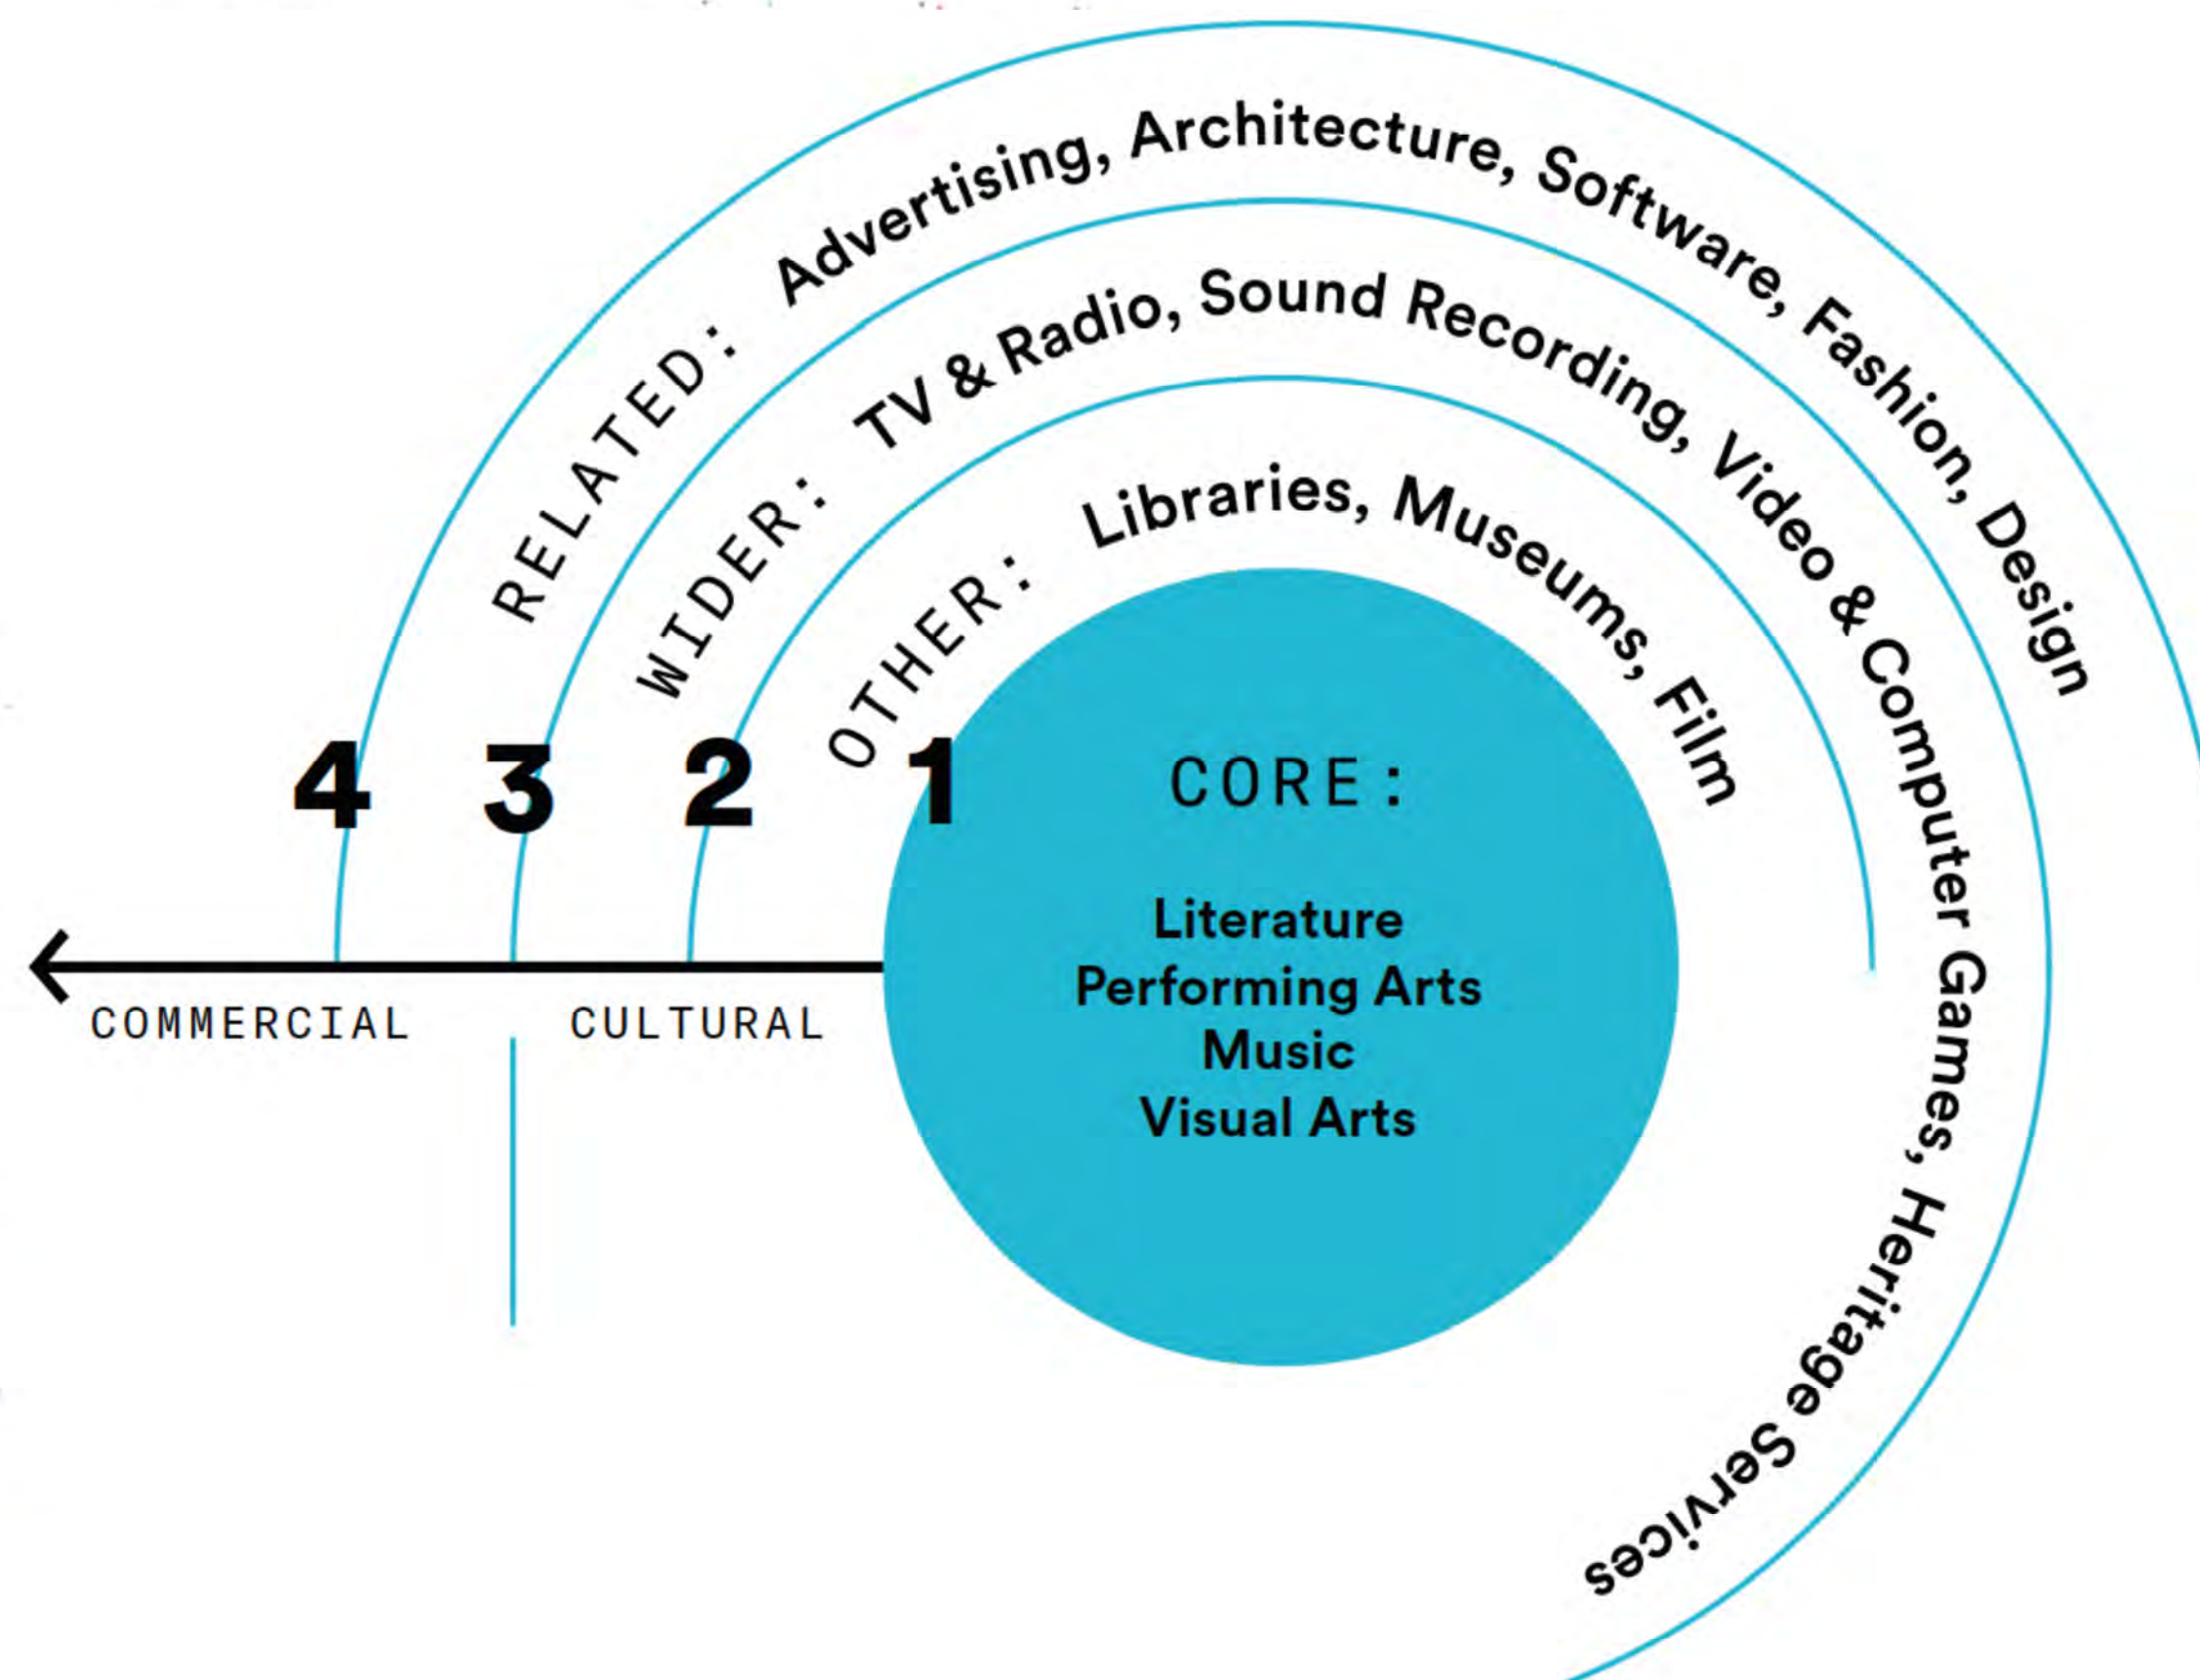 RELATED: Advertising, Architecture, Software, Fashion, Design
WIDER: TV & Radio, Sound Recording, Video & Computer Games, Heritage Services
OTHER: Libraries, Museums, Film
4
3
2
1
CORE:
Literature
Performing Arts
Music
Visual Arts
COMMERCIAL
CULTURAL